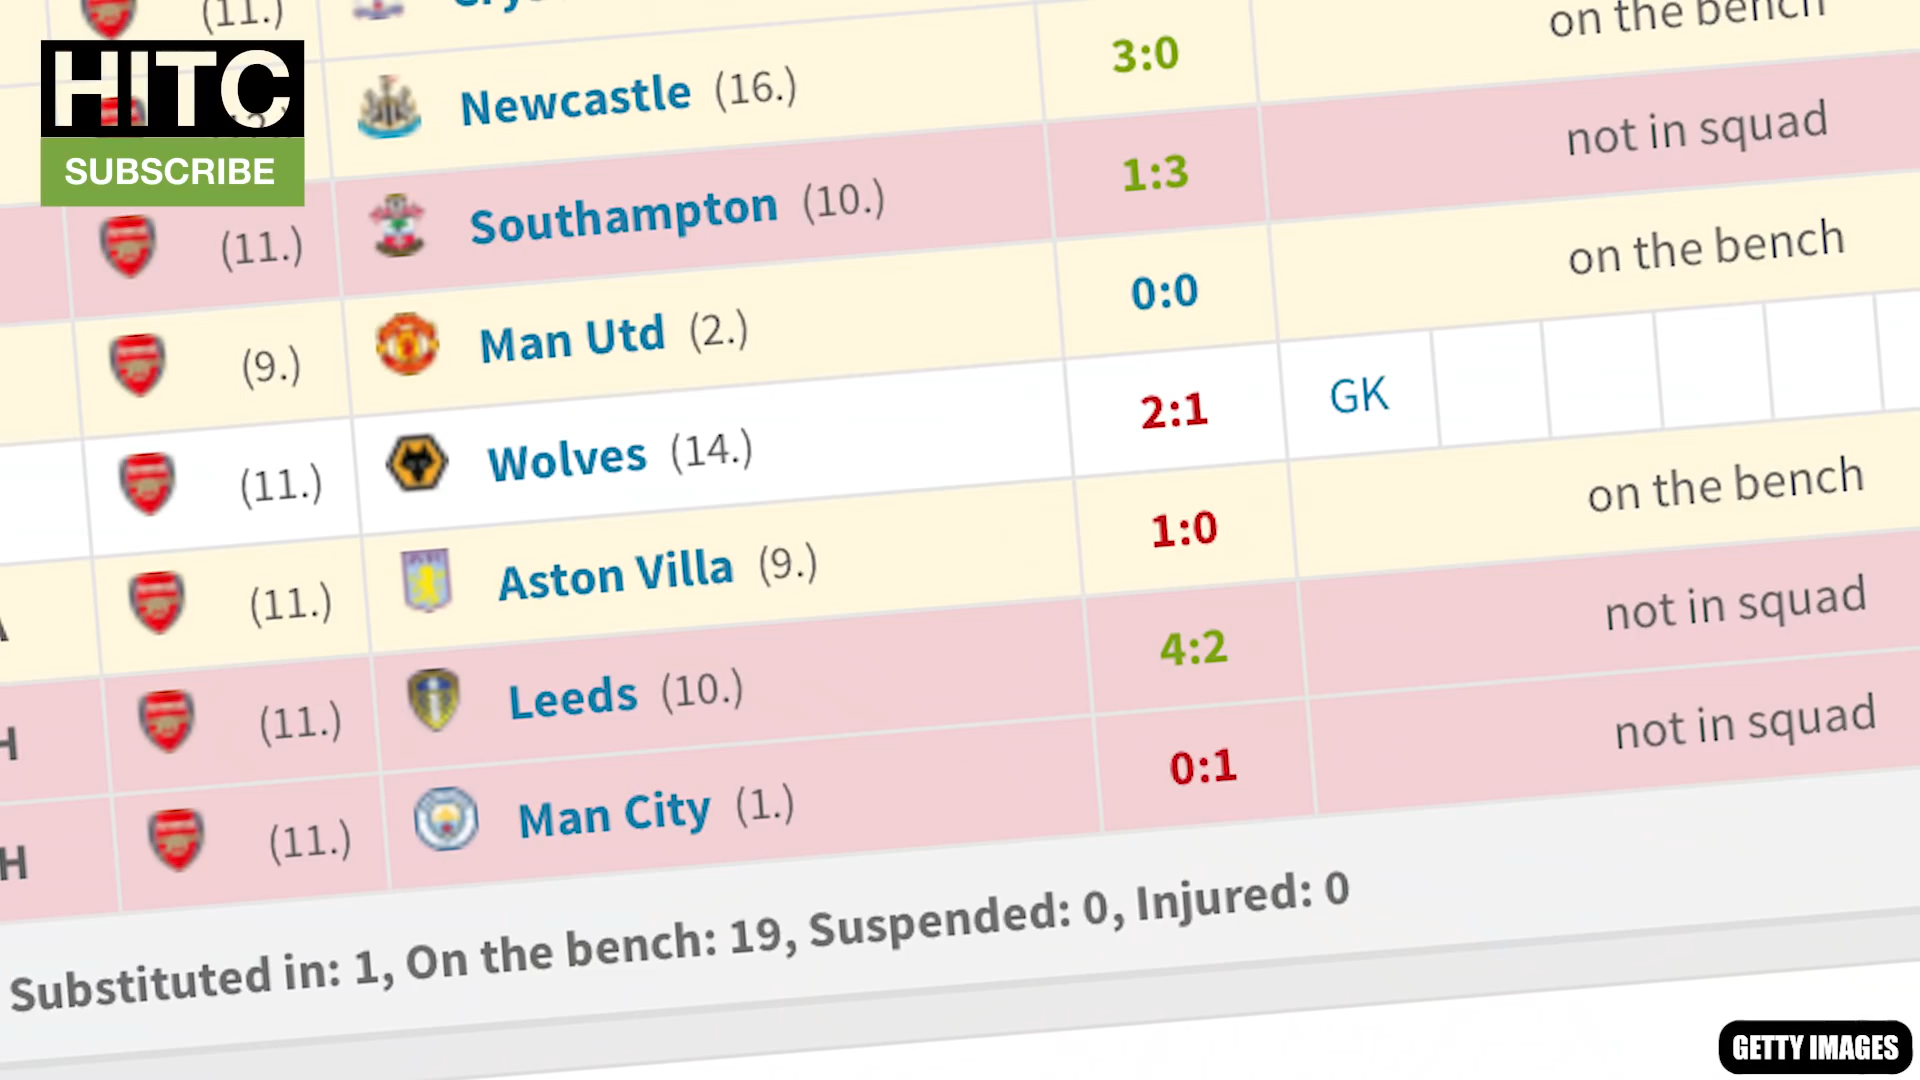 (11.)
on the bench
HITC
SUBSCRIBE
Newcastle (16.) 3:0
(11.) Southampton (10.) 1:3 not in squad
(9.) Man Utd (2.) 0:0 on the bench
(11.) Wolves (14.) 2:1 GK
(11.) Aston Villa (9.) 1:0 on the bench
H (11.) Leeds (10.) 4:2 not in squad
H (11.) Man City (1.) 0:1 not in squad
Substituted in: 1, On the bench: 19, Suspended: 0, Injured: 0
GETTY IMAGES